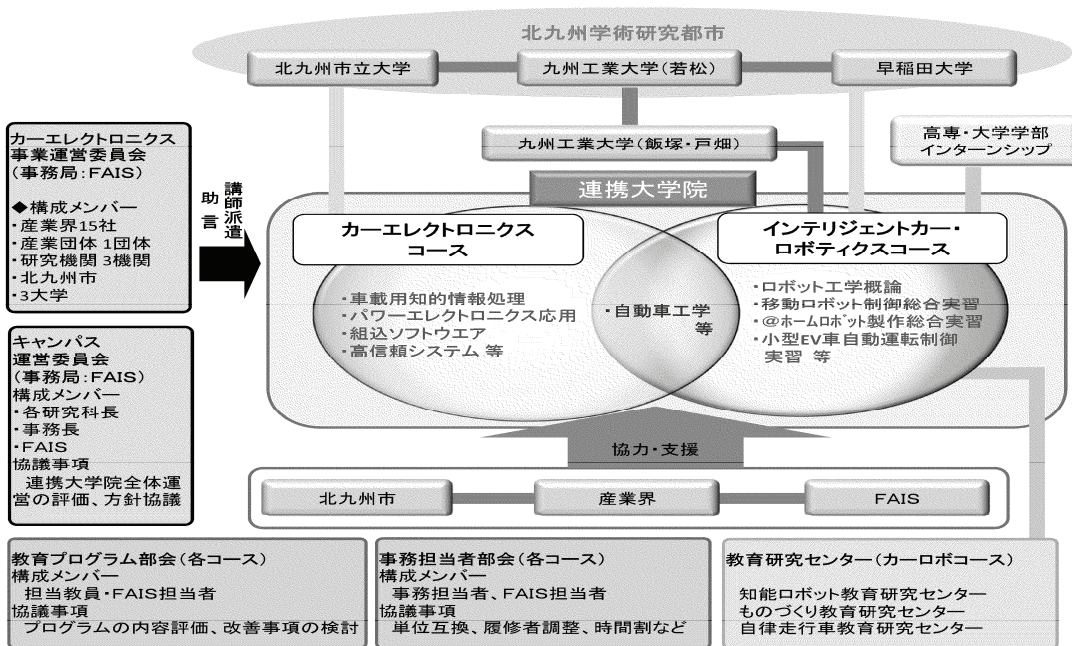 北九州学術研究都市
北九州市立大学
九州工業大学(若松)
早稲田大学
九州工業大学(飯塚・戸畑)
高専・大学学部
インターンシップ
カーエレクトロニクス
事業運営委員会
(事務局:FAIS)
◆構成メンバー
・産業界15社
・産業団体 1団体
・研究機関 3機関
・北九州市
・3大学
講師派遣
助言
連携大学院
カーエレクトロニクス
コース
インテリジェントカー・
ロボティクスコース
・車載用知的情報処理
・パワーエレクトロニクス応用
・組込ソフトウエア
・高信頼システム 等
・自動車工学
等
・ロボット工学概論
・移動ロボット制御総合実習
・@ホームロボット製作総合実習
・小型EV車自動運転制御
実習 等
キャンパス
運営委員会
(事務局:FAIS)
構成メンバー
・各研究科長
・事務長
・FAIS
協議事項
連携大学院全体運
営の評価、方針協議
協力・支援
北九州市
産業界
FAIS
教育プログラム部会(各コース)
構成メンバー
担当教員・FAIS担当者
協議事項
プログラムの内容評価、改善事項の検討
事務担当者部会(各コース)
構成メンバー
事務担当者、FAIS担当者
協議事項
単位互換、履修者調整、時間割など
教育研究センター(カーロボコース)
知能ロボット教育研究センター
ものづくり教育研究センター
自律走行車教育研究センター